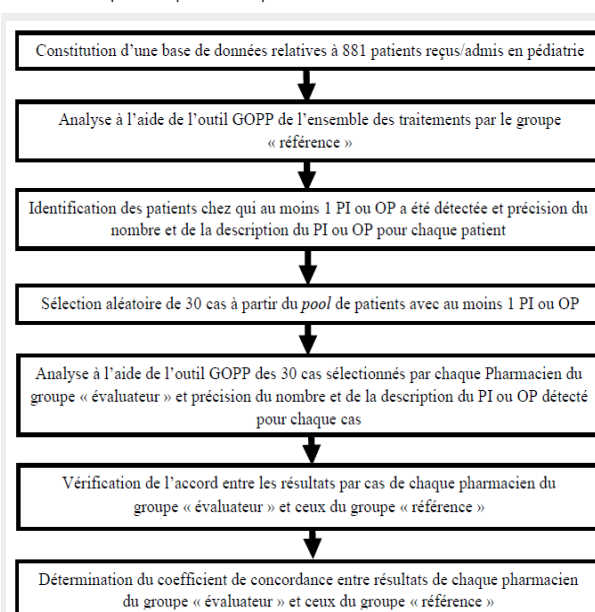 Constitution d'une base de données relatives à 881 patients reçus/admis en pédiatrie
Analyse à l'aide de l'outil GOPP de l'ensemble des traitements par le groupe
« référence »
Identification des patients chez qui au moins 1 PI ou OP a été détectée et précision du
nombre et de la description du PI ou OP pour chaque patient
Sélection aléatoire de 30 cas à partir du pool de patients avec au moins 1 PI ou OP
Analyse à l'aide de l'outil GOPP des 30 cas sélectionnés par chaque Pharmacien du
groupe « évaluateur » et précision du nombre et de la description du PI ou OP détecté
pour chaque cas
Vérification de l'accord entre les résultats par cas de chaque pharmacien du
groupe « évaluateur » et ceux du groupe « référence »
Détermination du coefficient de concordance entre résultats de chaque pharmacien
du groupe « évaluateur » et ceux du groupe « référence »